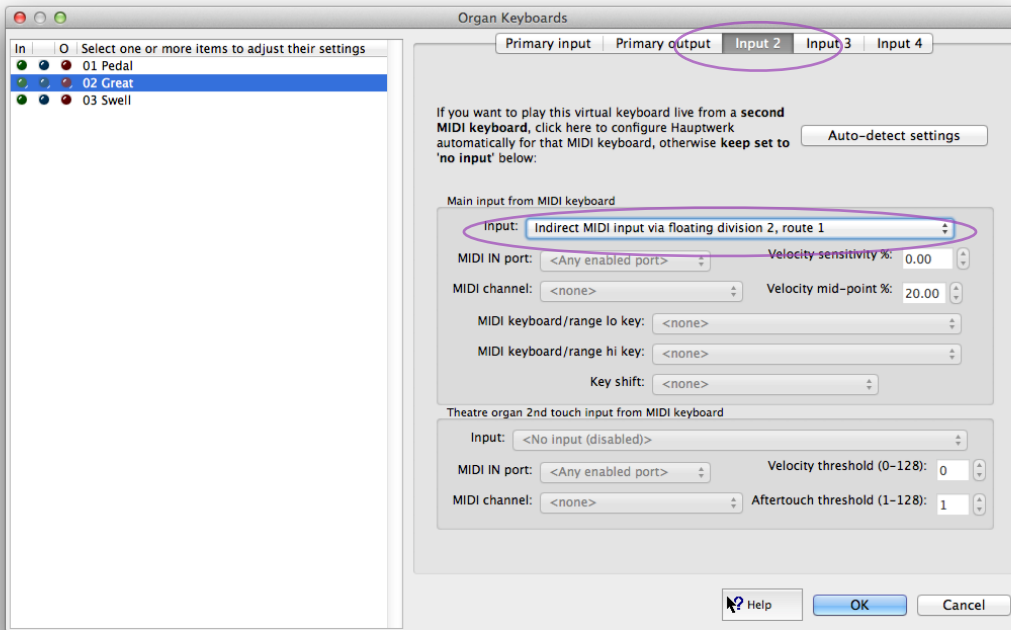 Organ Keyboards
In O Select one or more items to adjust their settings
01 Pedal
02 Great
03 Swell
Primary input Primary output Input 2 Input 3 Input 4
If you want to play this virtual keyboard live from a second
MIDI keyboard, click here to configure Hauptwerk
automatically for that MIDI keyboard, otherwise keep set to
'no input' below:
Auto-detect settings
Main input from MIDI keyboard
Input: Indirect MIDI input via floating division 2, route 1
MIDI IN port: <Any enabled port> Velocity sensitivity %: 0.00
MIDI channel: <none> Velocity mid-point %: 20.00
MIDI keyboard/range lo key: <none>
MIDI keyboard/range hi key: <none>
Key shift: <none>
Theatre organ 2nd touch input from MIDI keyboard
Input: <No input (disabled)>
MIDI IN port: <Any enabled port> Velocity threshold (0-128): 0
MIDI channel: <none> Aftertouch threshold (1-128): 1
? Help OK Cancel